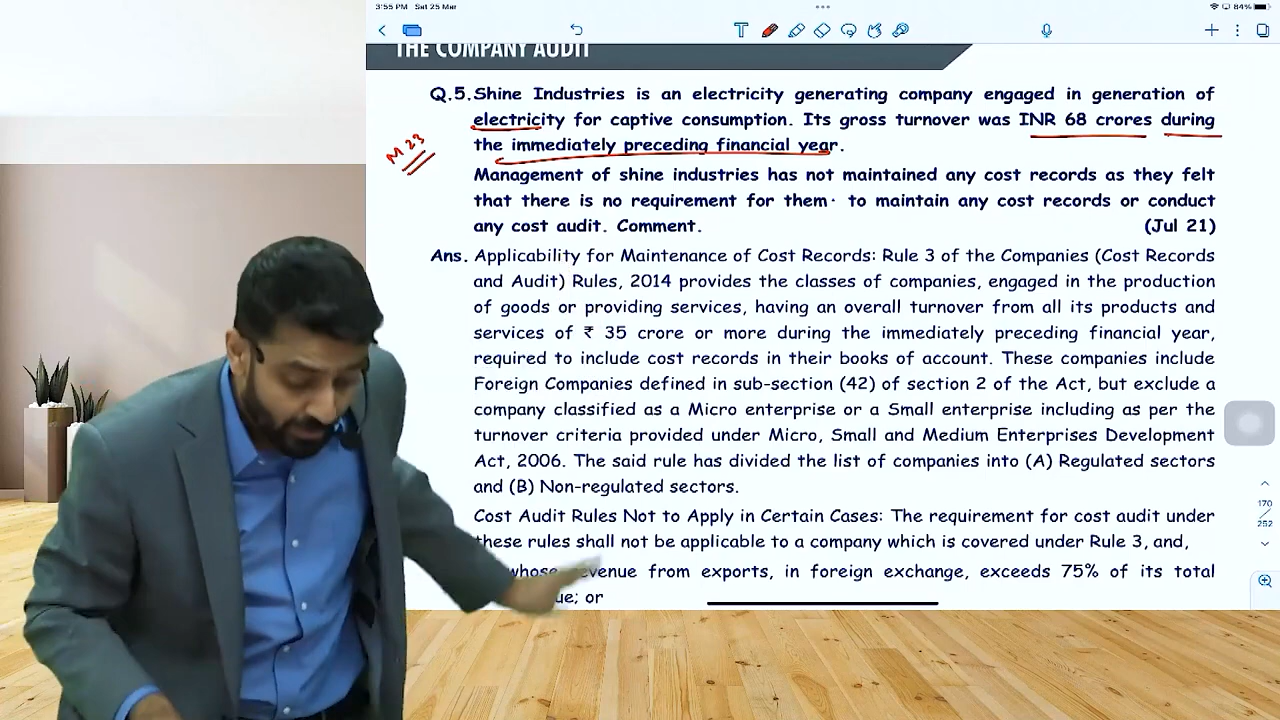 3:55 PM Sat 25 Mar
84%
THE COMPANY AUDIT
Q.5. Shine Industries is an electricity generating company engaged in generation of
electricity for captive consumption. Its gross turnover was INR 68 crores during
the immediately preceding financial year.
M 23
Management of shine industries has not maintained any cost records as they felt
that there is no requirement for them to maintain any cost records or conduct
any cost audit. Comment. (Jul 21)
Ans. Applicability for Maintenance of Cost Records: Rule 3 of the Companies (Cost Records
and Audit) Rules, 2014 provides the classes of companies, engaged in the production
of goods or providing services, having an overall turnover from all its products and
services of ₹ 35 crore or more during the immediately preceding financial year,
required to include cost records in their books of account. These companies include
Foreign Companies defined in sub-section (42) of section 2 of the Act, but exclude a
company classified as a Micro enterprise or a Small enterprise including as per the
turnover criteria provided under Micro, Small and Medium Enterprises Development
Act, 2006. The said rule has divided the list of companies into (A) Regulated sectors
and (B) Non-regulated sectors.
Cost Audit Rules Not to Apply in Certain Cases: The requirement for cost audit under
these rules shall not be applicable to a company which is covered under Rule 3, and,
whose revenue from exports, in foreign exchange, exceeds 75% of its total
or
170
252